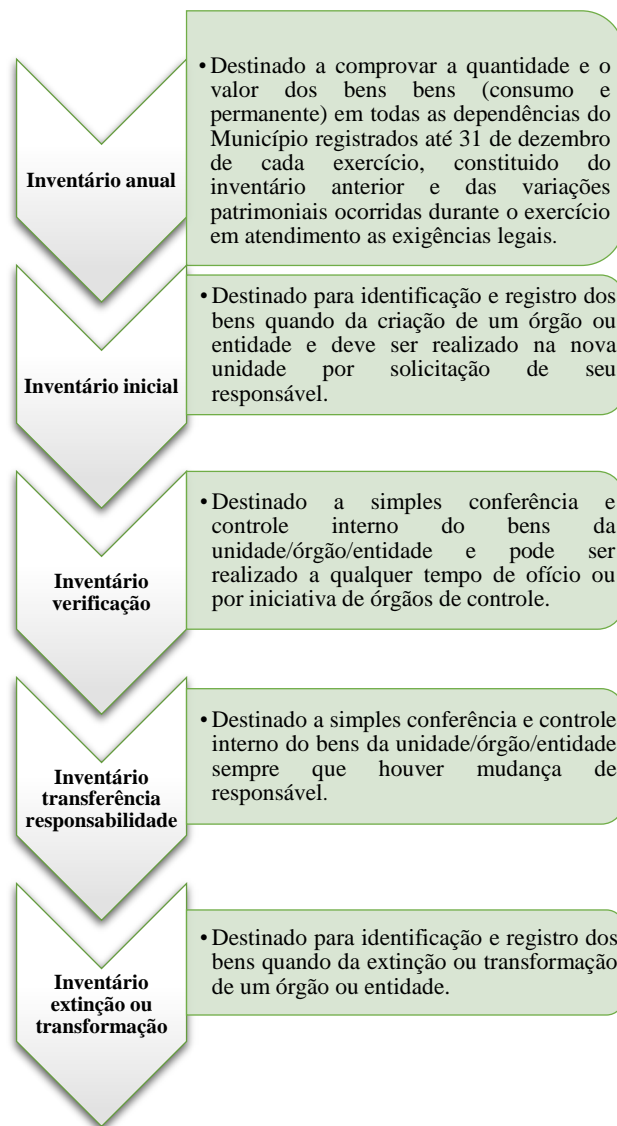 Inventário anual
• Destinado a comprovar a quantidade e o
valor dos bens bens (consumo e
permanente) em todas as dependências do
Município registrados até 31 de dezembro
de cada exercício, constituido do
inventário anterior e das variações
patrimoniais ocorridas durante o exercício
em atendimento as exigências legais.
Inventário inicial
• Destinado para identificação e registro dos
bens quando da criação de um órgão ou
entidade e deve ser realizado na nova
unidade por solicitação de seu
responsável.
Inventário
verificação
• Destinado a simples conferência e
controle interno do bens da
unidade/órgão/entidade e pode ser
realizado a qualquer tempo de ofício ou
por iniciativa de órgãos de controle.
Inventário
transferência
responsabilidade
• Destinado a simples conferência e controle
interno do bens da unidade/órgão/entidade
sempre que houver mudança de
responsável.
Inventário
extinção ou
transformação
• Destinado para identificação e registro dos
bens quando da extinção ou transformação
de um órgão ou entidade.